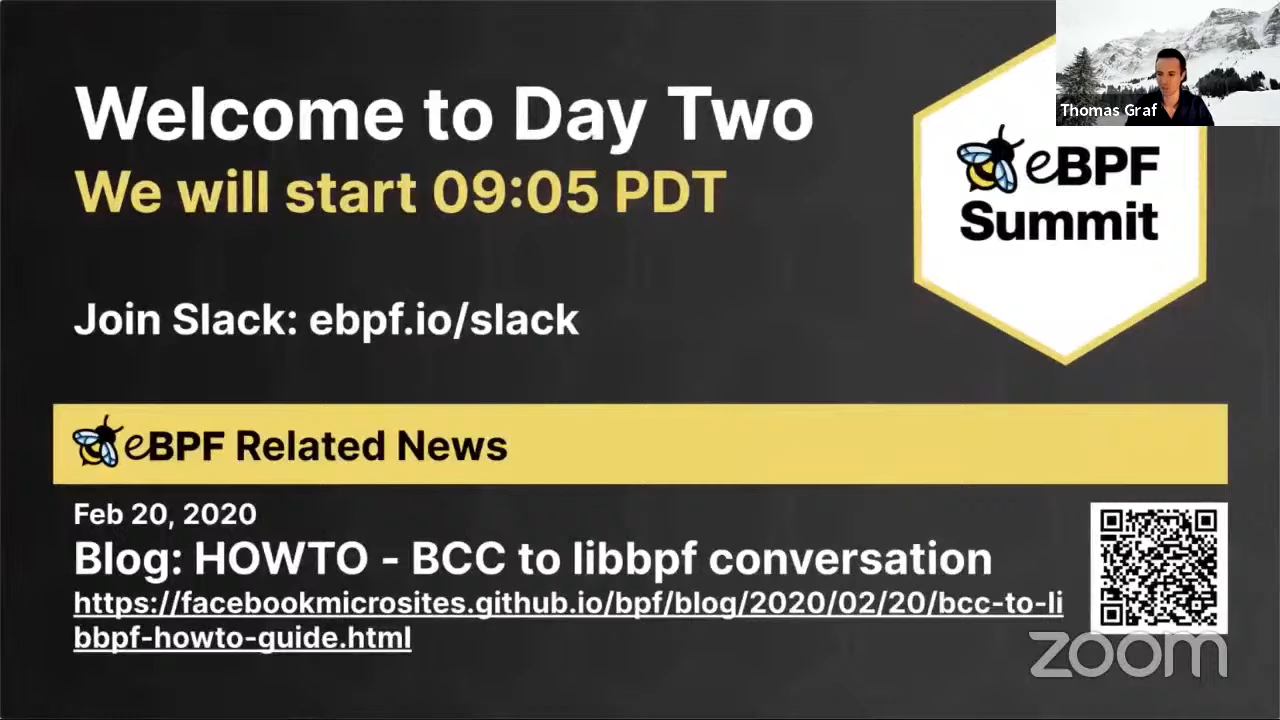 Welcome to Day Two
We will start 09:05 PDT
Thomas Graf
eBPF
Summit
Join Slack: ebpf.io/slack
eBPF Related News
Feb 20, 2020
Blog: HOWTO - BCC to libbpf conversation
https://facebookmicrosites.github.io/bpf/blog/2020/02/20/bcc-to-li
bbpf-howto-guide.html
zoom